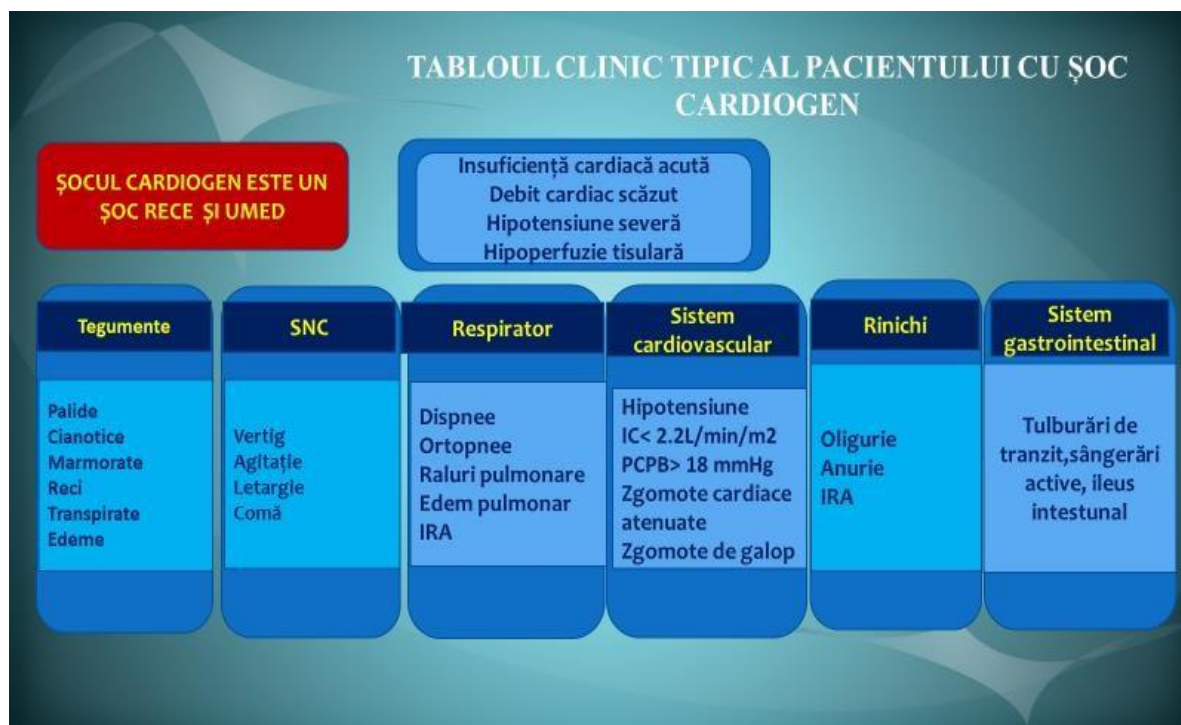 TABLOUL CLINIC TIPIC AL PACIENTULUI CU ȘOC
CARDIOGEN
ȘOCUL CARDIOGEN ESTE UN
ȘOC RECE ȘI UMED
Insuficiență cardiacă acută
Debit cardiac scăzut
Hipotensiune severă
Hipoperfuzie tisulară
Tegumente
Palide
Cianotice
Marmorate
Reci
Transpirate
Edeme
SNC
Vertig
Agitație
Letargie
Comă
Respirator
Dispnee
Ortopnee
Raluri pulmonare
Edem pulmonar
IRA
Sistem
cardiovascular
Hipotensiune
IC< 2.2L/min/m2
PCPB> 18 mmHg
Zgomote cardiace
atenuate
Zgomote de galop
Rinichi
Oligurie
Anurie
IRA
Sistem
gastrointestinal
Tulburări de
tranzit,sângerări
active, ileus
intestunal